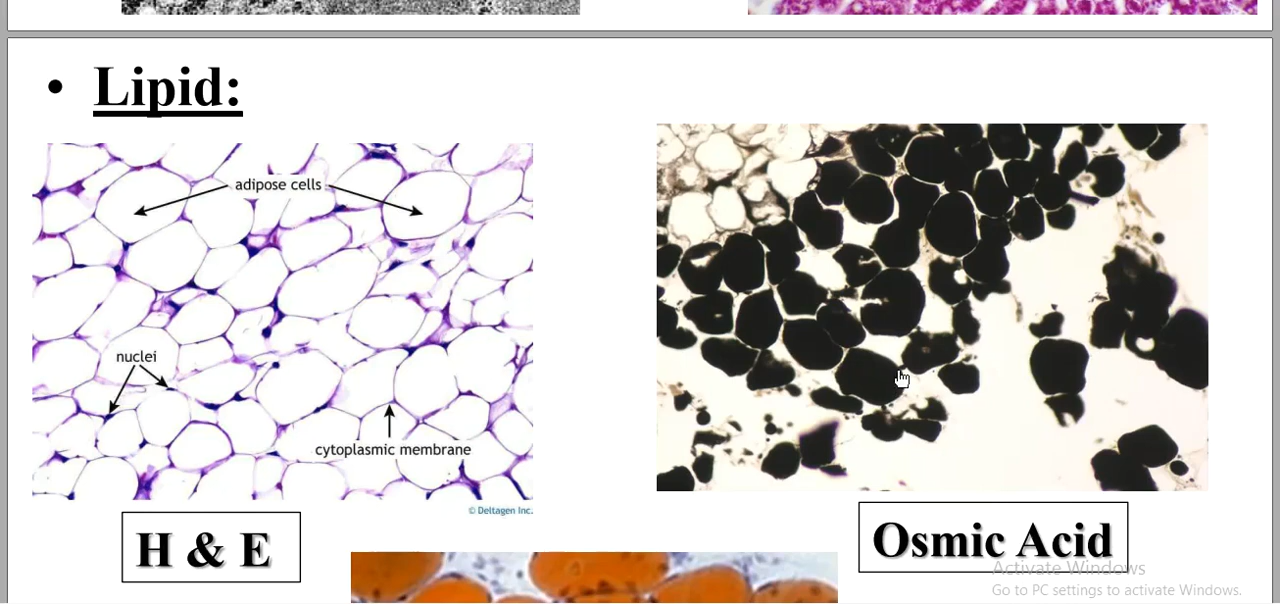 • Lipid:
adipose cells
nuclei
cytoplasmic membrane
© Deltagen Inc.
H & E
Osmic Acid
Activate Windows
Go to PC settings to activate Windows.